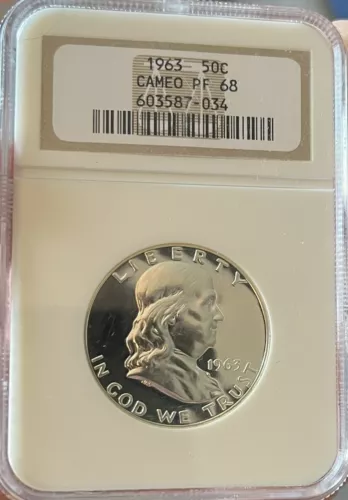 1963 50C
CAMEO PF 68
603587-034
LIBERTY
1963
IN GOD WE TRUST